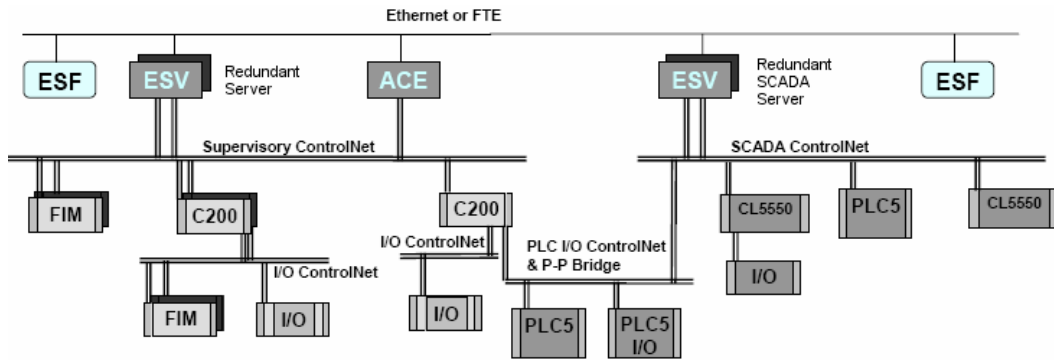 Ethernet or FTE
ESF
ESV
Redundant
Server
ACE
ESV
Redundant
SCADA
Server
ESF
Supervisory ControlNet
SCADA ControlNet
FIM
C200
C200
CL5550
PLC5
CL5550
I/O ControlNet
PLC I/O ControlNet
& P-P Bridge
I/O ControlNet
I/O
FIM
I/O
I/O
PLC5
PLC5
I/O